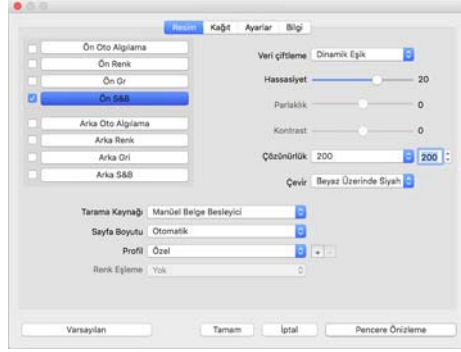 Resim Kağıt Ayarlar Bilgi
Ön Oto Algılama
Ön Renk
Ön Gr
Ön S&B
Arka Oto Algılama
Arka Renk
Arka Gri
Arka S&B
Veri çiftleme Dinamik Eşik
Hassasiyet 20
Parlaklık 0
Kontrast 0
Çözünürlük 200 200
Çevir Beyaz Üzerinde Siyah
Tarama Kaynağı Manüel Belge Besleyici
Sayfa Boyutu Otomatik
Profil Özel + -
Renk Eşleme Yok
Varsayılan Tamam İptal Pencere Önizleme